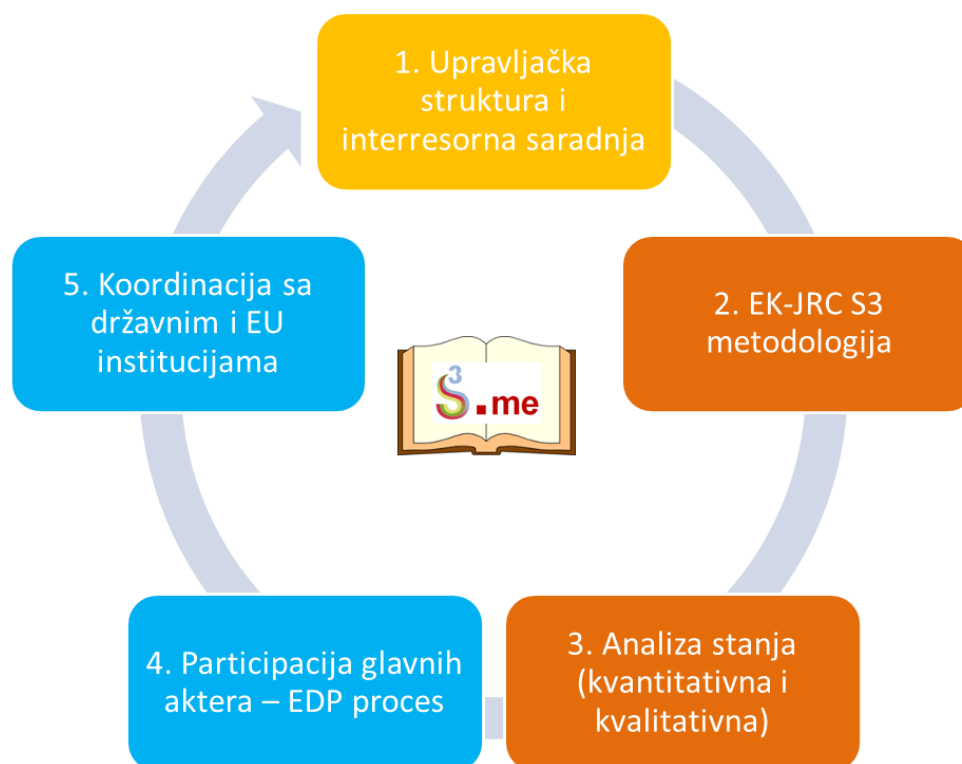 1. Upravljačka
struktura i
interresorna saradnja
2. EK-JRC S3
metodologija
3. Analiza stanja
(kvantitativna i
kvalitativna)
4. Participacija glavnih
aktera – EDP proces
5. Koordinacija sa
državnim i EU
institucijama
S3.me